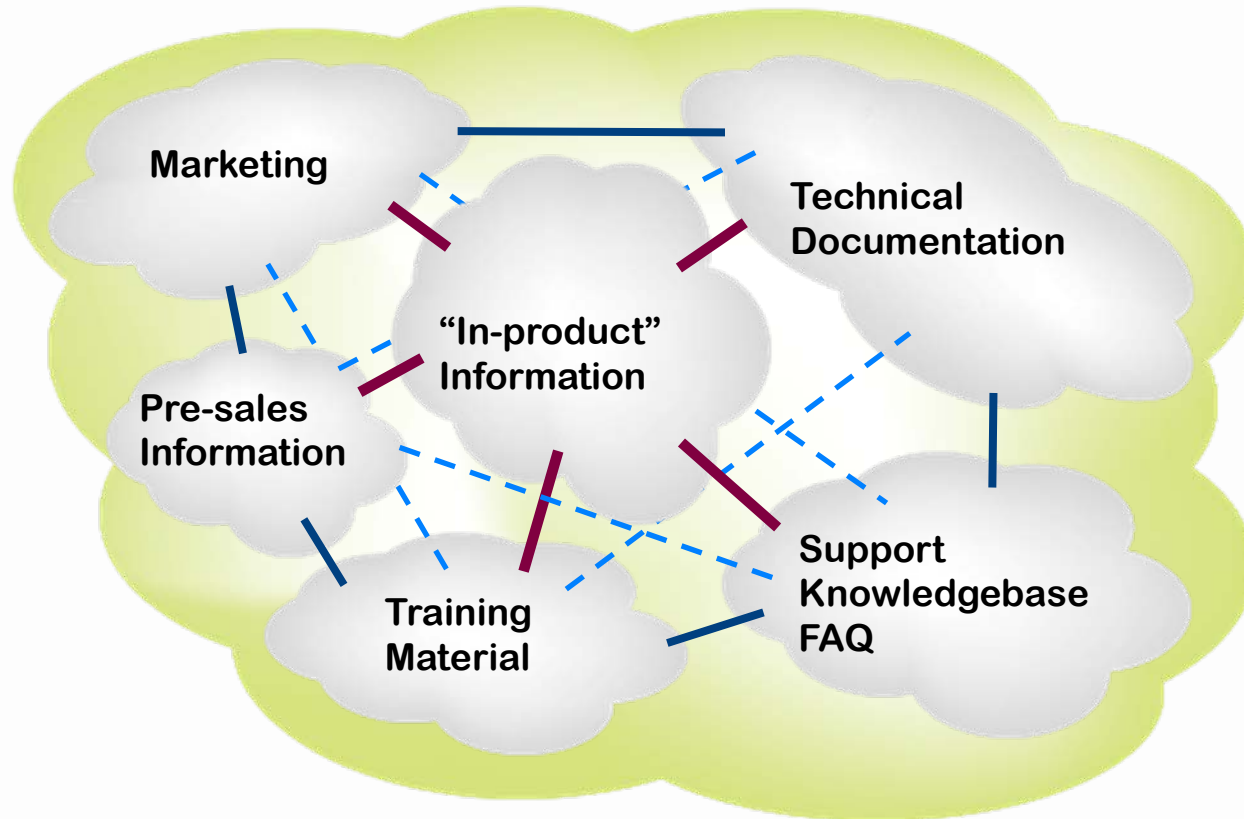 Marketing
Technical
Documentation
“In-product”
Information
Pre-sales
Information
Support
Knowledgebase
FAQ
Training
Material